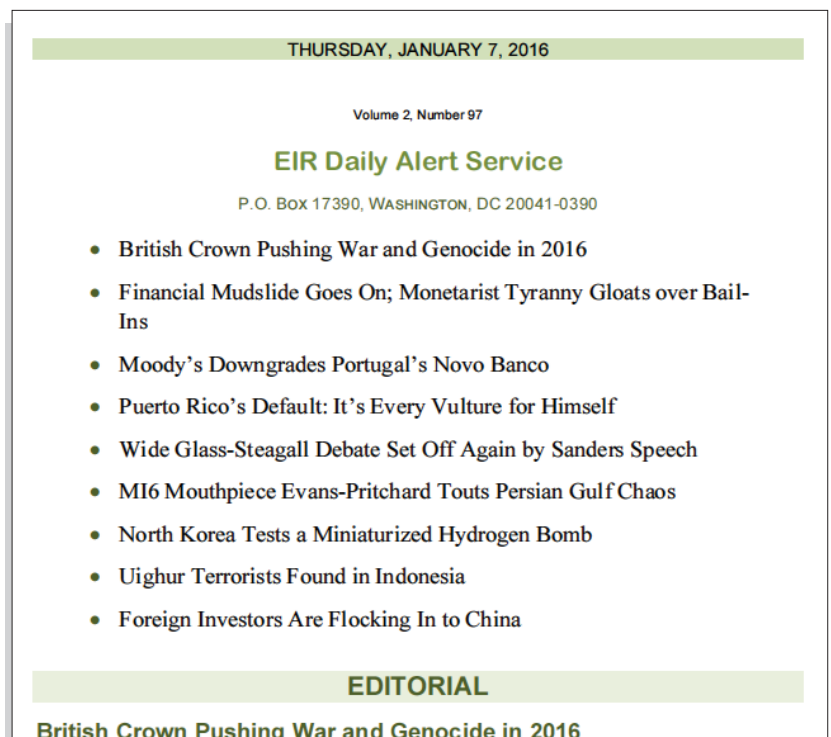 THURSDAY, JANUARY 7, 2016
Volume 2, Number 97
EIR Daily Alert Service
P.O. BOX 17390, WASHINGTON, DC 20041-0390
• British Crown Pushing War and Genocide in 2016
• Financial Mudslide Goes On; Monetarist Tyranny Gloats over Bail-
Ins
• Moody’s Downgrades Portugal’s Novo Banco
• Puerto Rico’s Default: It’s Every Vulture for Himself
• Wide Glass-Steagall Debate Set Off Again by Sanders Speech
• MI6 Mouthpiece Evans-Pritchard Touts Persian Gulf Chaos
• North Korea Tests a Miniaturized Hydrogen Bomb
• Uighur Terrorists Found in Indonesia
• Foreign Investors Are Flocking In to China
EDITORIAL
British Crown Pushing War and Genocide in 2016